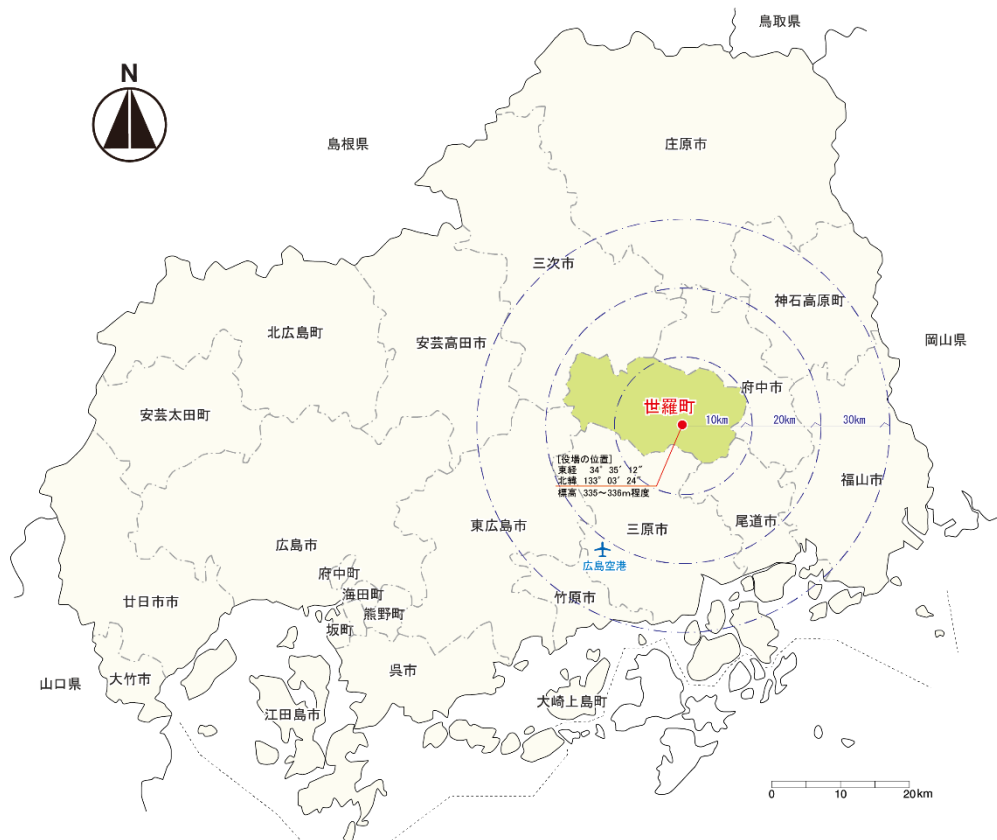 鳥取県
N
島根県
庄原市
三次市
神石高原町
北広島町
安芸高田市
岡山県
府中市
安芸太田町
世羅町
10km
20km
30km
[役場の位置]
東経 34° 35′ 12″
北緯 133° 03′ 24″
標高 335～336m程度
福山市
東広島市
三原市
尾道市
広島市
広島空港
府中町
海田町
廿日市市
熊野町
竹原市
坂町
呉市
大竹市
山口県
大崎上島町
江田島市
0 10 20km